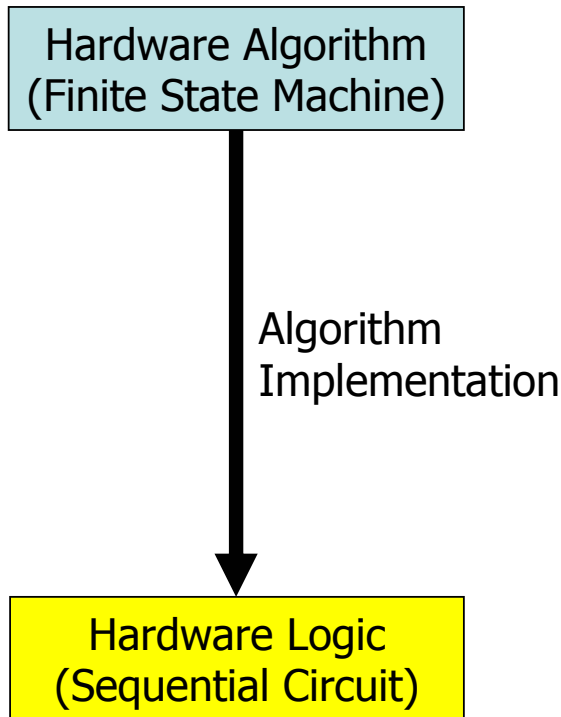 Hardware Algorithm
(Finite State Machine)
Algorithm
Implementation
Hardware Logic
(Sequential Circuit)